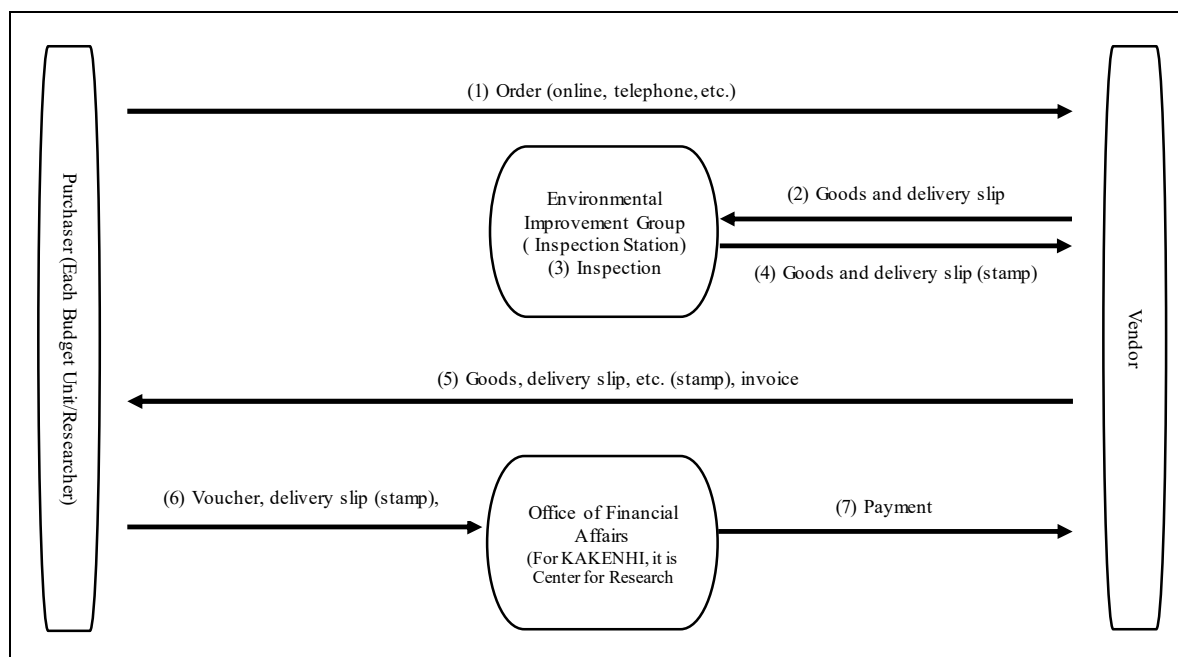 (1) Order (online, telephone, etc.)
Purchaser (Each Budget Unit/Researcher)
Environmental
Improvement Group
( Inspection Station)
(3) Inspection
(2) Goods and delivery slip
(4) Goods and delivery slip (stamp)
Vendor
(5) Goods, delivery slip, etc. (stamp), invoice
(6) Voucher, delivery slip (stamp),
Office of Financial
Affairs
(For KAKENHI, it is
Center for Research
(7) Payment